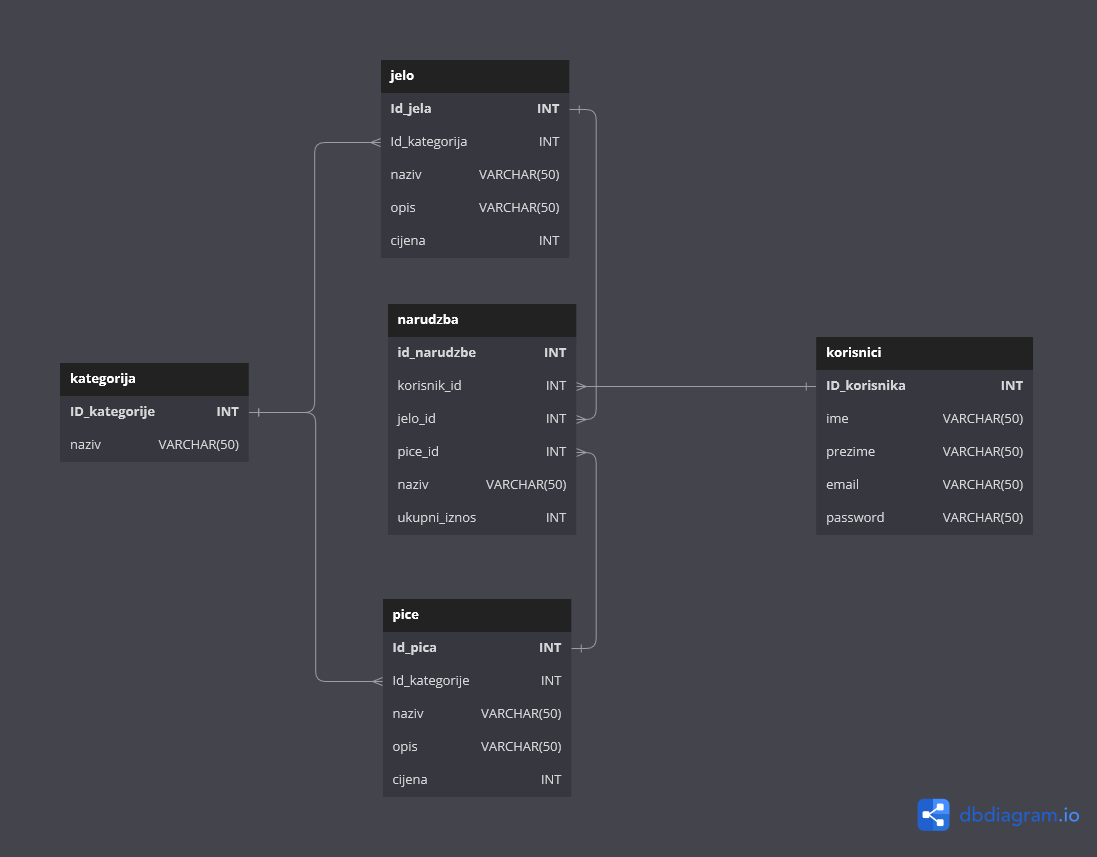 jelo
Id_jela INT
Id_kategorija INT
naziv VARCHAR(50)
opis VARCHAR(50)
cijena INT
narudzba
id_narudzbe INT
korisnik_id INT
jelo_id INT
pice_id INT
naziv VARCHAR(50)
ukupni_iznos INT
kategorija
ID_kategorije INT
naziv VARCHAR(50)
korisnici
ID_korisnika INT
ime VARCHAR(50)
prezime VARCHAR(50)
email VARCHAR(50)
password VARCHAR(50)
pice
Id_pica INT
Id_kategorije INT
naziv VARCHAR(50)
opis VARCHAR(50)
cijena INT
dbdiagram.io